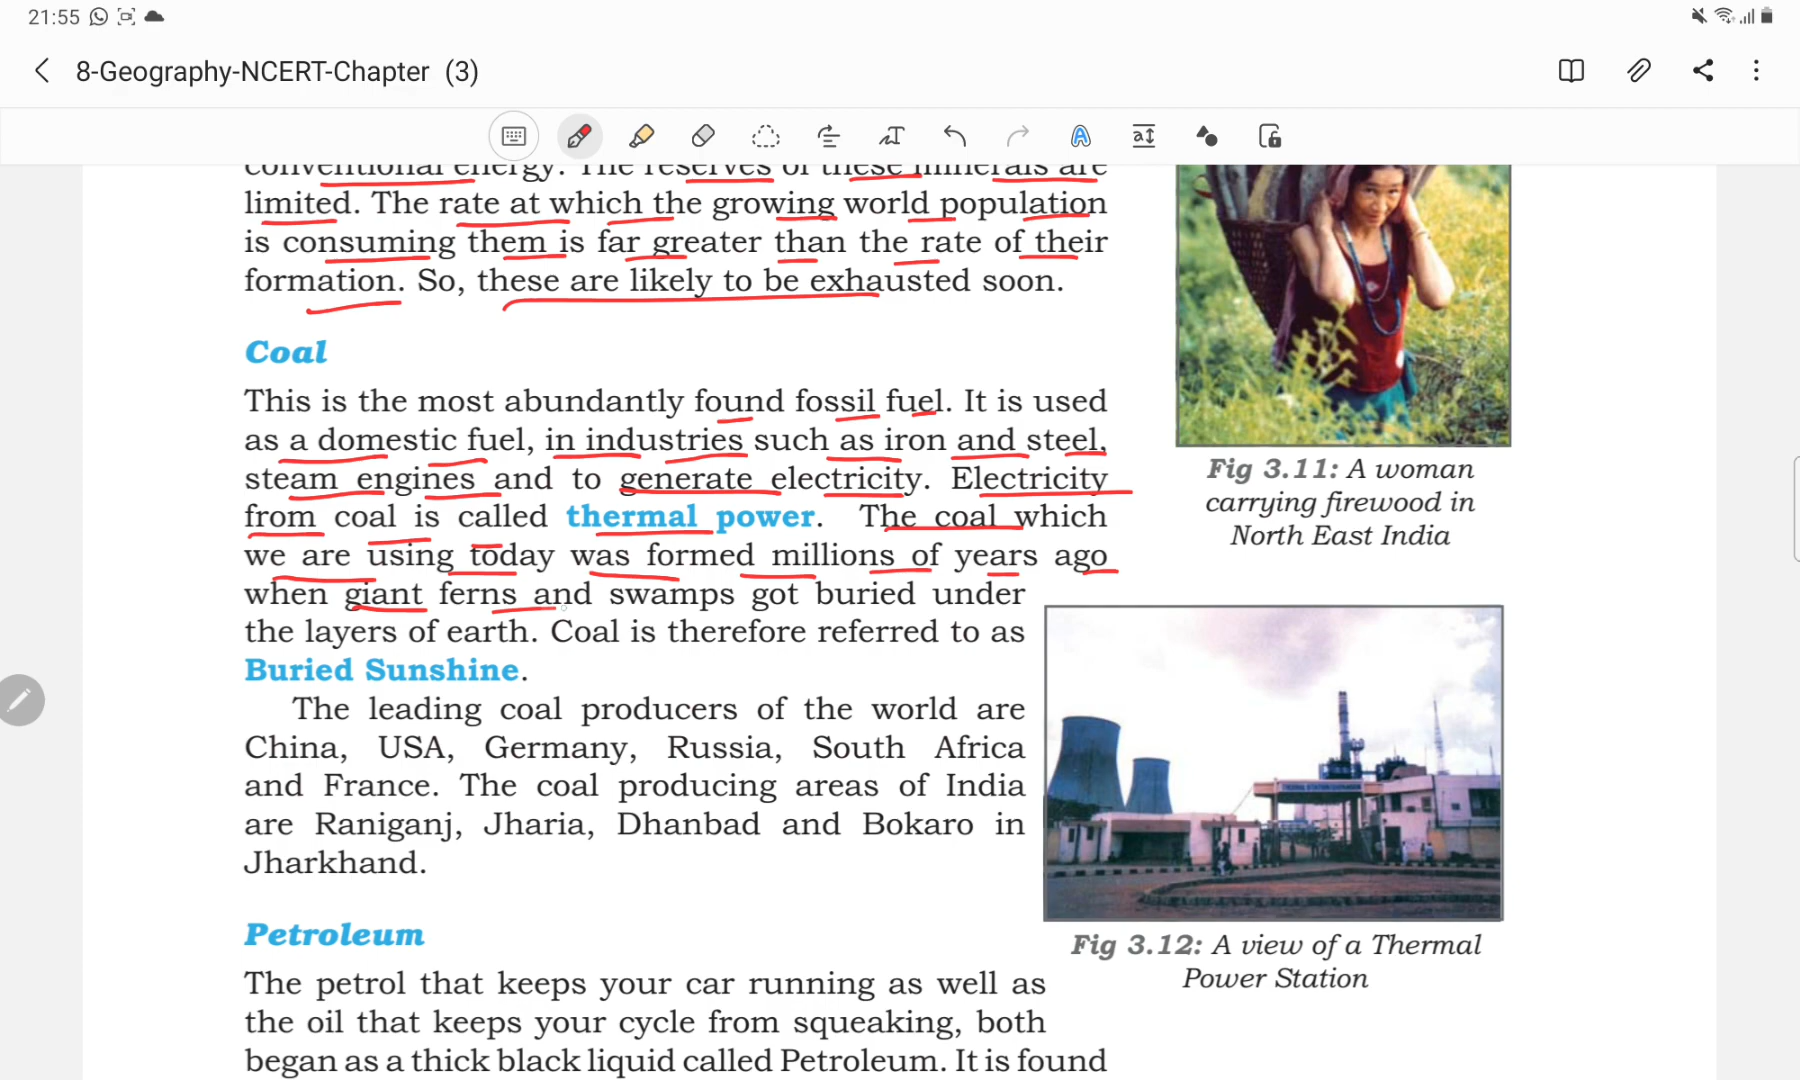 21:55
8-Geography-NCERT-Chapter (3)
conventional energy. The reserves of these minerals are
limited. The rate at which the growing world population
is consuming them is far greater than the rate of their
formation. So, these are likely to be exhausted soon.
Coal
This is the most abundantly found fossil fuel. It is used
as a domestic fuel, in industries such as iron and steel,
steam engines and to generate electricity. Electricity
from coal is called thermal power. The coal which
we are using today was formed millions of years ago
when giant ferns and swamps got buried under
the layers of earth. Coal is therefore referred to as
Buried Sunshine.
The leading coal producers of the world are
China, USA, Germany, Russia, South Africa
and France. The coal producing areas of India
are Raniganj, Jharia, Dhanbad and Bokaro in
Jharkhand.
Petroleum
The petrol that keeps your car running as well as
the oil that keeps your cycle from squeaking, both
began as a thick black liquid called Petroleum. It is found
Fig 3.11: A woman
carrying firewood in
North East India
Fig 3.12: A view of a Thermal
Power Station